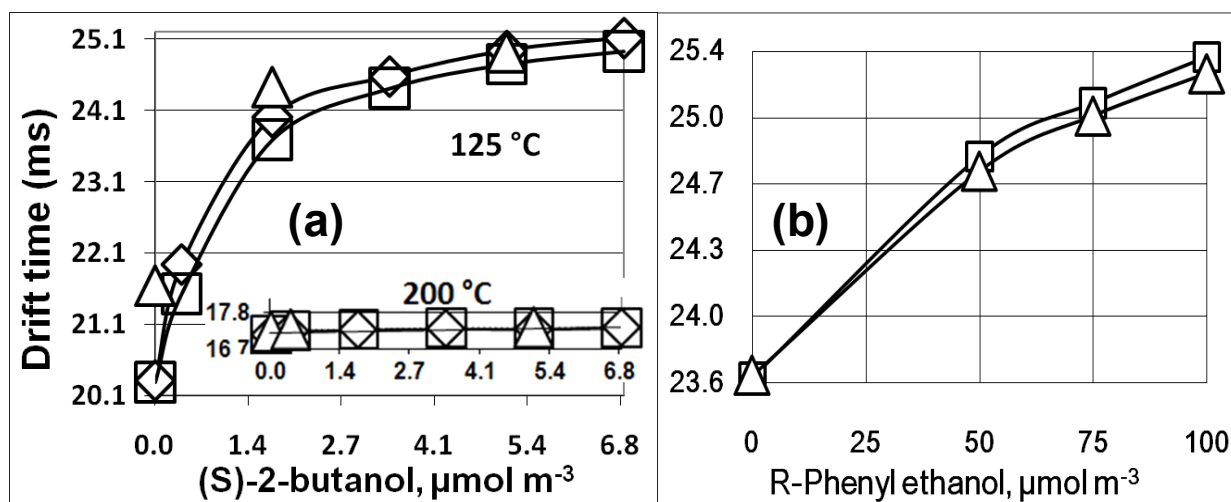 25.1
24.1
23.1
22.1
21.1
20.1
Drift time (ms)
125 °C
(a)
200 °C
17.8
16 7
0.0 1.4 2.7 4.1 5.4 6.8
0.0 1.4 2.7 4.1 5.4 6.8
(S)-2-butanol, µmol m-3
25.4
25.0
24.7
24.3
24.0
23.6
(b)
0 25 50 75 100
R-Phenyl ethanol, µmol m-3